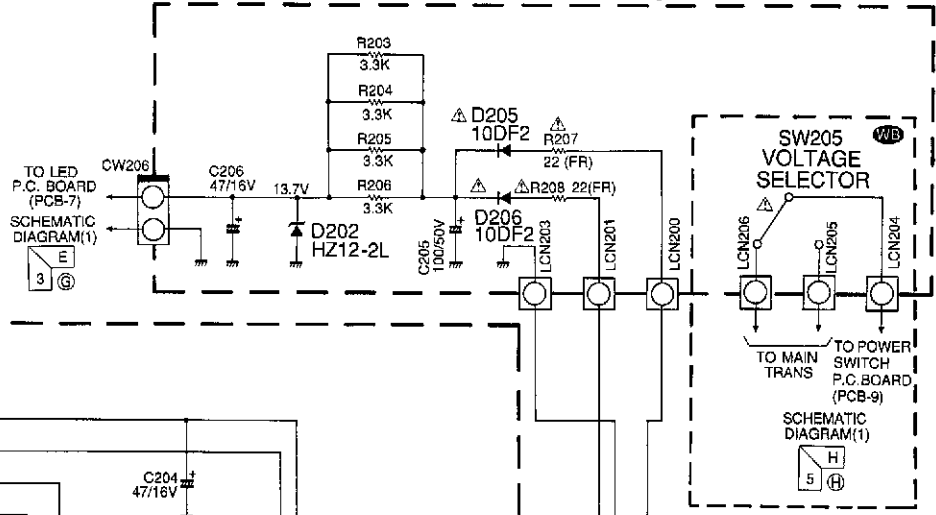 R203
3.3K
R204
3.3K
R205
3.3K
R206
3.3K
D205
10DF2
R207
22 (FR)
R208 22(FR)
D206
10DF2
TO LED
P.C. BOARD
(PCB-7)
SCHEMATIC
DIAGRAM(1)
E
3 G
CW206
C206
47/16V
13.7V
D202
HZ12-2L
C205
100/50V
LCN203
LCN201
LCN200
WB
SW205
VOLTAGE
SELECTOR
LCN206
LCN205
LCN204
TO MAIN
TRANS
TO POWER
SWITCH
P.C.BOARD
(PCB-9)
SCHEMATIC
DIAGRAM(1)
H
5 H
C204
47/16V